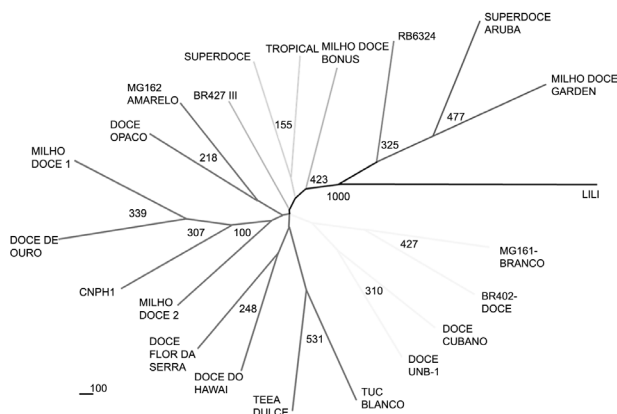 SUPERDOCE
ARUBA
RB6324
SUPERDOCE
TROPICAL
MILHO DOCE
BONUS
MILHO DOCE
GARDEN
MG162
AMARELO
BR427 III
155
477
DOCE
OPACO
325
MILHO
DOCE 1
218
423
1000
LILI
339
307
100
DOCE DE
OURO
427
MG161-
BRANCO
CNPH1
MILHO
DOCE 2
310
BR402-
DOCE
248
DOCE
FLOR DA
SERRA
531
DOCE
CUBANO
DOCE
UNB-1
DOCE DO
HAWAI
TEEA
DULCE
TUC
BLANCO
100